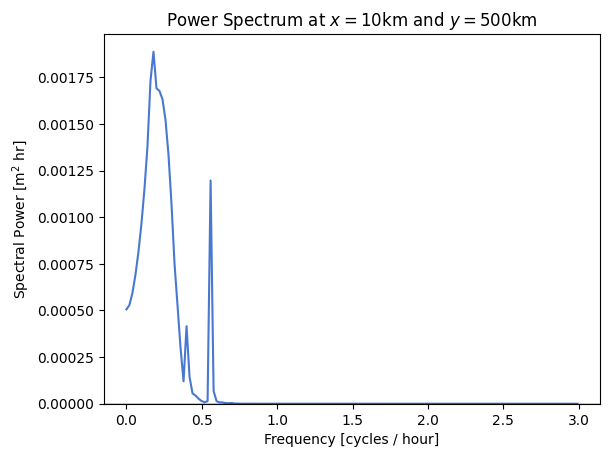 Power Spectrum at x = 10km and y = 500km
0.00175
0.00150
0.00125
0.00100
0.00075
0.00050
0.00025
0.00000
Spectral Power [m² hr]
0.0 0.5 1.0 1.5 2.0 2.5 3.0
Frequency [cycles / hour]